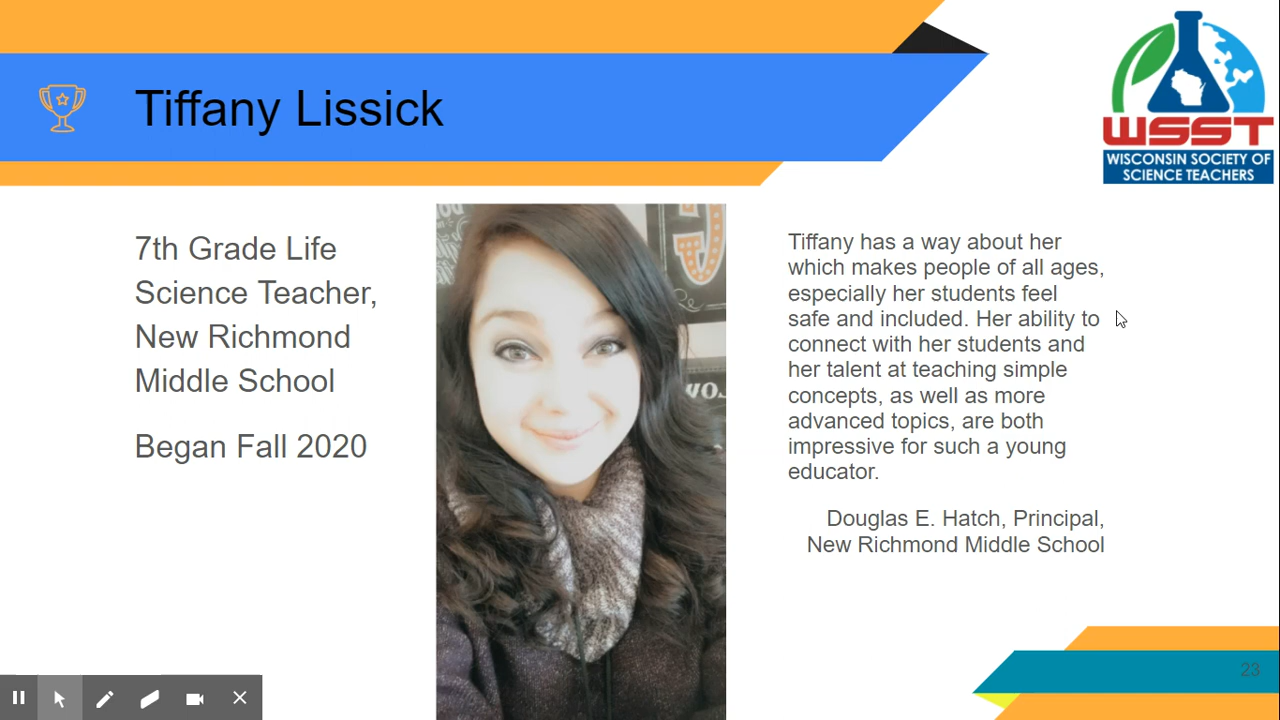 Tiffany Lissick
WSST
WISCONSIN SOCIETY OF
SCIENCE TEACHERS
7th Grade Life
Science Teacher,
New Richmond
Middle School
Began Fall 2020
Tiffany has a way about her
which makes people of all ages,
especially her students feel
safe and included. Her ability to
connect with her students and
her talent at teaching simple
concepts, as well as more
advanced topics, are both
impressive for such a young
educator.
Douglas E. Hatch, Principal,
New Richmond Middle School
23